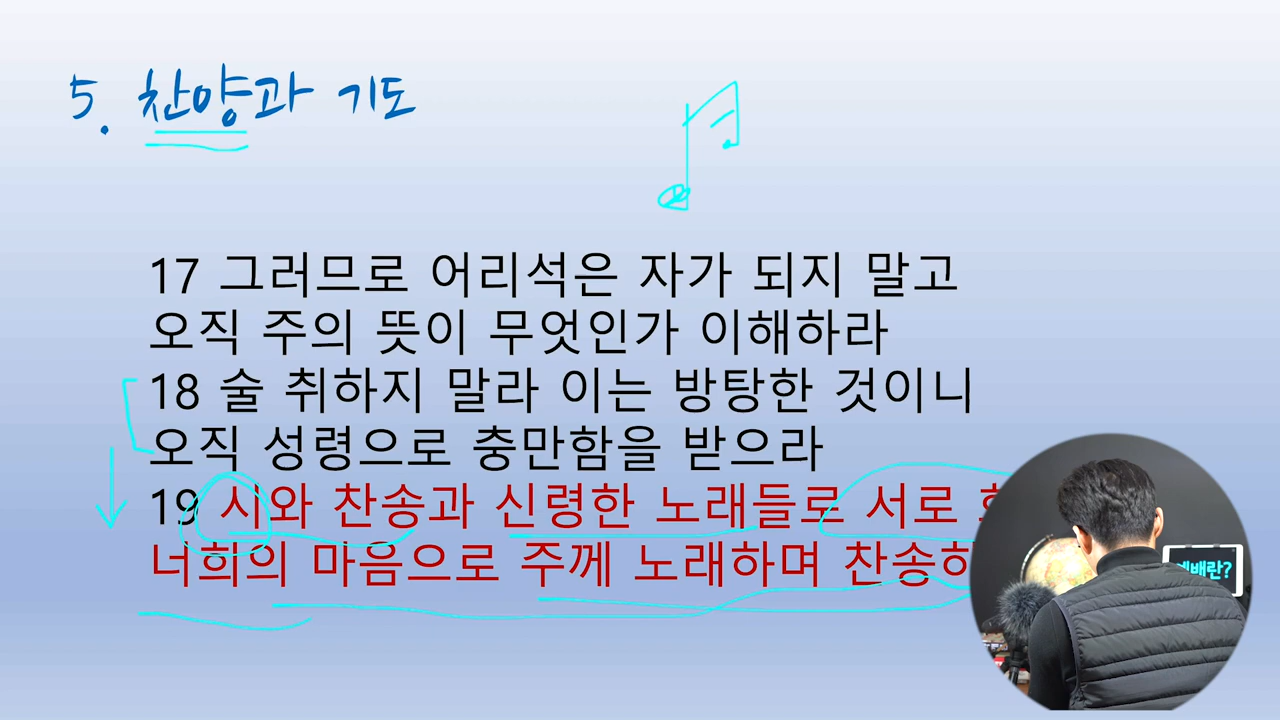 5. 찬양과 기도
17 그러므로 어리석은 자가 되지 말고
오직 주의 뜻이 무엇인가 이해하라
18 술 취하지 말라 이는 방탕한 것이니
오직 성령으로 충만함을 받으라
19 시와 찬송과 신령한 노래들로 서로
너희의 마음으로 주께 노래하며